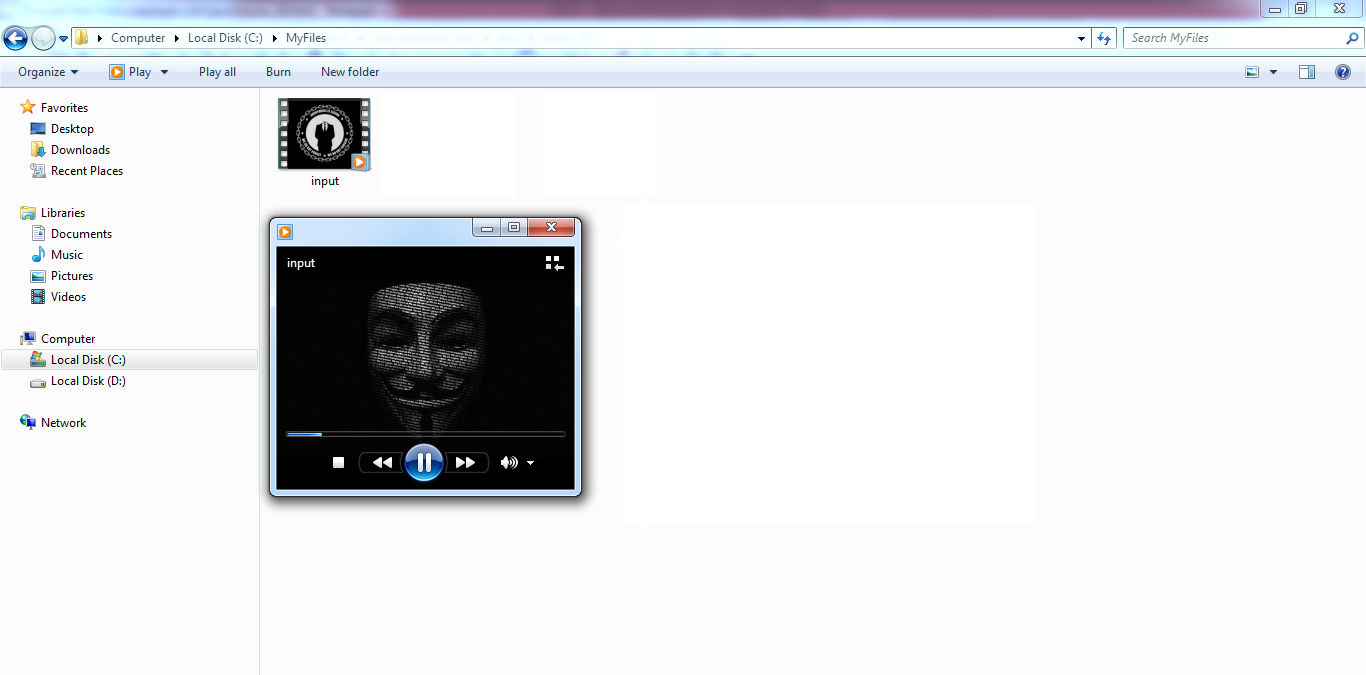 Computer Local Disk (C:) MyFiles
Search MyFiles
Organize Play Play all Burn New folder
Favorites
Desktop
Downloads
Recent Places
Libraries
Documents
Music
Pictures
Videos
Computer
Local Disk (C:)
Local Disk (D:)
Network
input
input